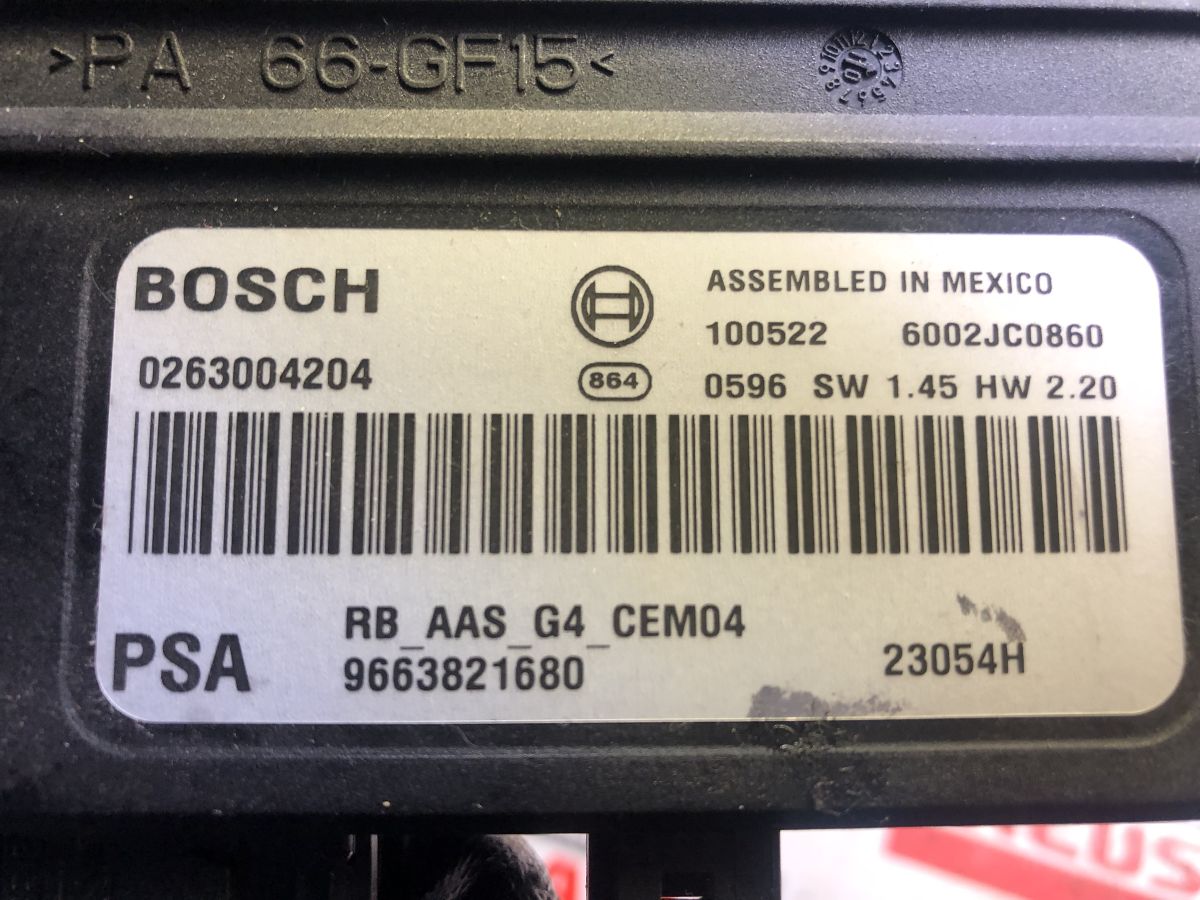 >PA 66-GF15<
BOSCH
0263004204
864
ASSEMBLED IN MEXICO
100522 6002JC0860
0596 SW 1.45 HW 2.20
RB_AAS_G4_CEM04
PSA
9663821680
23054H